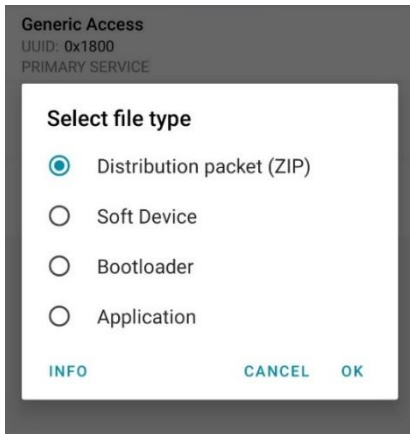 Generic Access
UUID: 0x1800
PRIMARY SERVICE
Select file type
Distribution packet (ZIP)
Soft Device
Bootloader
Application
INFO CANCEL OK